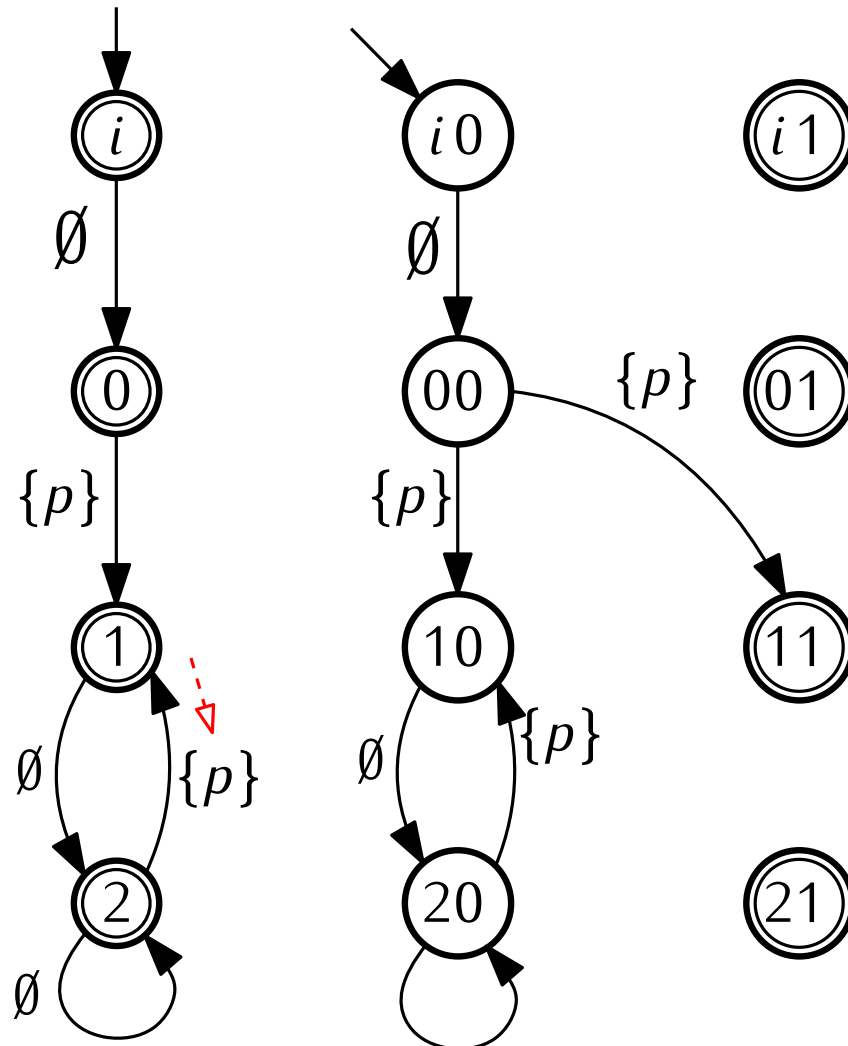 i i0 i1
∅ ∅
0 00 {p} 01
{p} {p}
1 10 11
∅ {p} ∅ {p}
2 20 21
∅